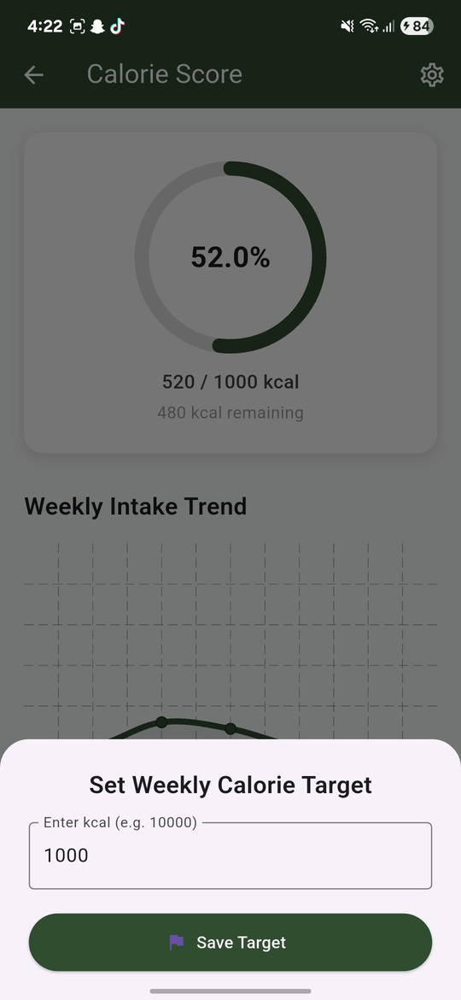 4:22 84
Calorie Score
52.0%
520 / 1000 kcal
480 kcal remaining
Weekly Intake Trend
Set Weekly Calorie Target
Enter kcal (e.g. 10000)
1000
Save Target